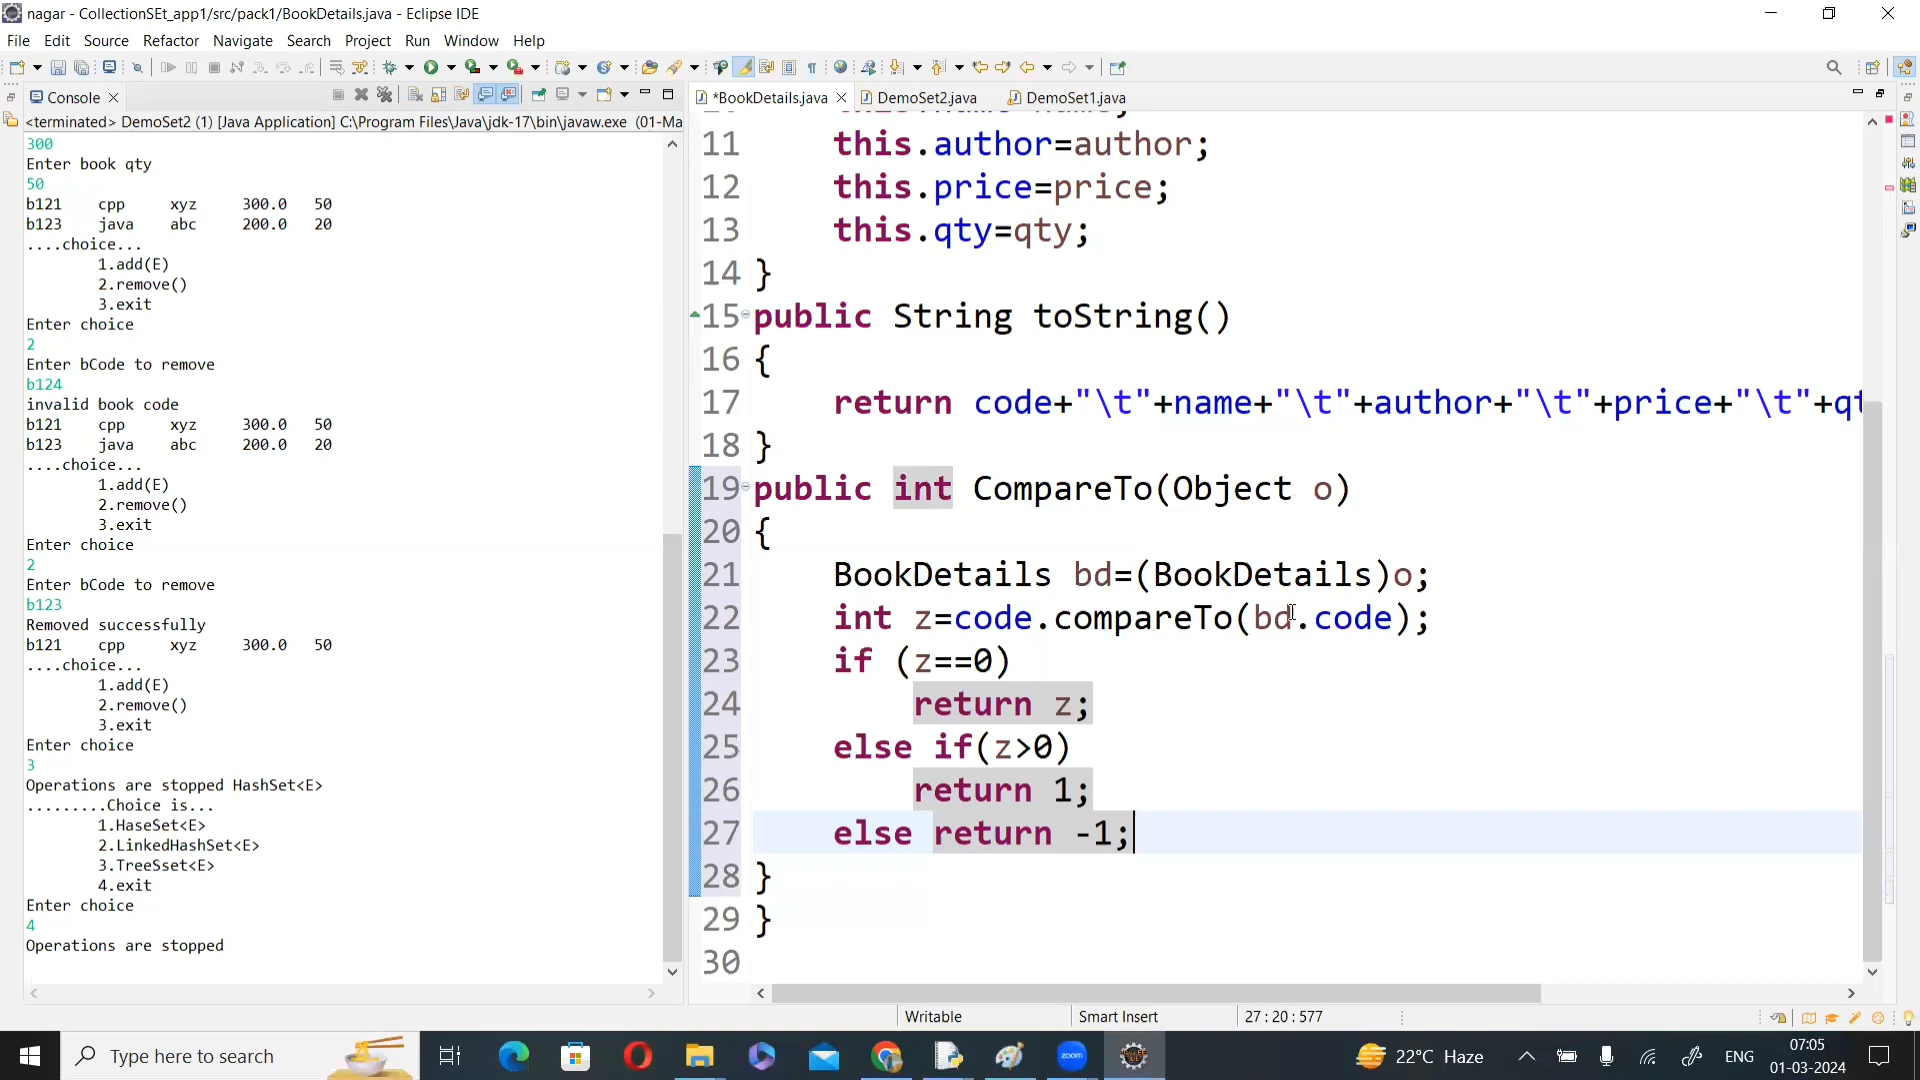 nagar - CollectionSEt_app1/src/pack1/BookDetails.java - Eclipse IDE
File Edit Source Refactor Navigate Search Project Run Window Help
Console
<terminated> DemoSet2 (1) [Java Application] C:\Program Files\Java\jdk-17\bin\javaw.exe (01-Ma
300
Enter book qty
50
b121 cpp xyz 300.0 50
b123 java abc 200.0 20
....choice...
1.add(E)
2.remove()
3.exit
Enter choice
2
Enter bCode to remove
b124
invalid book code
b121 cpp xyz 300.0 50
b123 java abc 200.0 20
....choice...
1.add(E)
2.remove()
3.exit
Enter choice
2
Enter bCode to remove
b123
Removed successfully
b121 cpp xyz 300.0 50
....choice...
1.add(E)
2.remove()
3.exit
Enter choice
3
Operations are stopped HashSet<E>
.........Choice is...
1.HaseSet<E>
2.LinkedHashSet<E>
3.TreeSset<E>
4.exit
Enter choice
4
Operations are stopped
*BookDetails.java DemoSet2.java DemoSet1.java
11 this.author=author;
12 this.price=price;
13 this.qty=qty;
14 }
15 public String toString()
16 {
17 return code+"\t"+name+"\t"+author+"\t"+price+"\t"+qt
18 }
19 public int CompareTo(Object o)
20 {
21 BookDetails bd=(BookDetails)o;
22 int z=code.compareTo(bd.code);
23 if (z==0)
24 return z;
25 else if(z>0)
26 return 1;
27 else return -1;
28 }
29 }
30
Writable Smart Insert 27 : 20 : 577
Type here to search
zoom
22°C Haze
ENG
07:05
01-03-2024